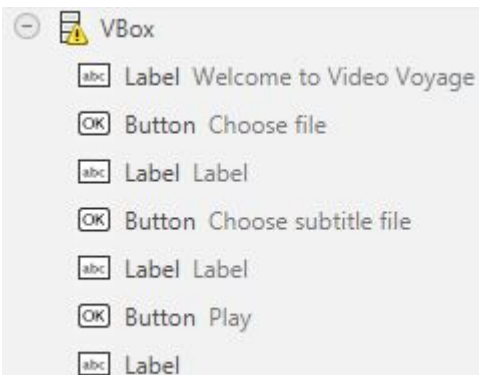 VBox
abc Label Welcome to Video Voyage
OK Button Choose file
abc Label Label
OK Button Choose subtitle file
abc Label Label
OK Button Play
abc Label